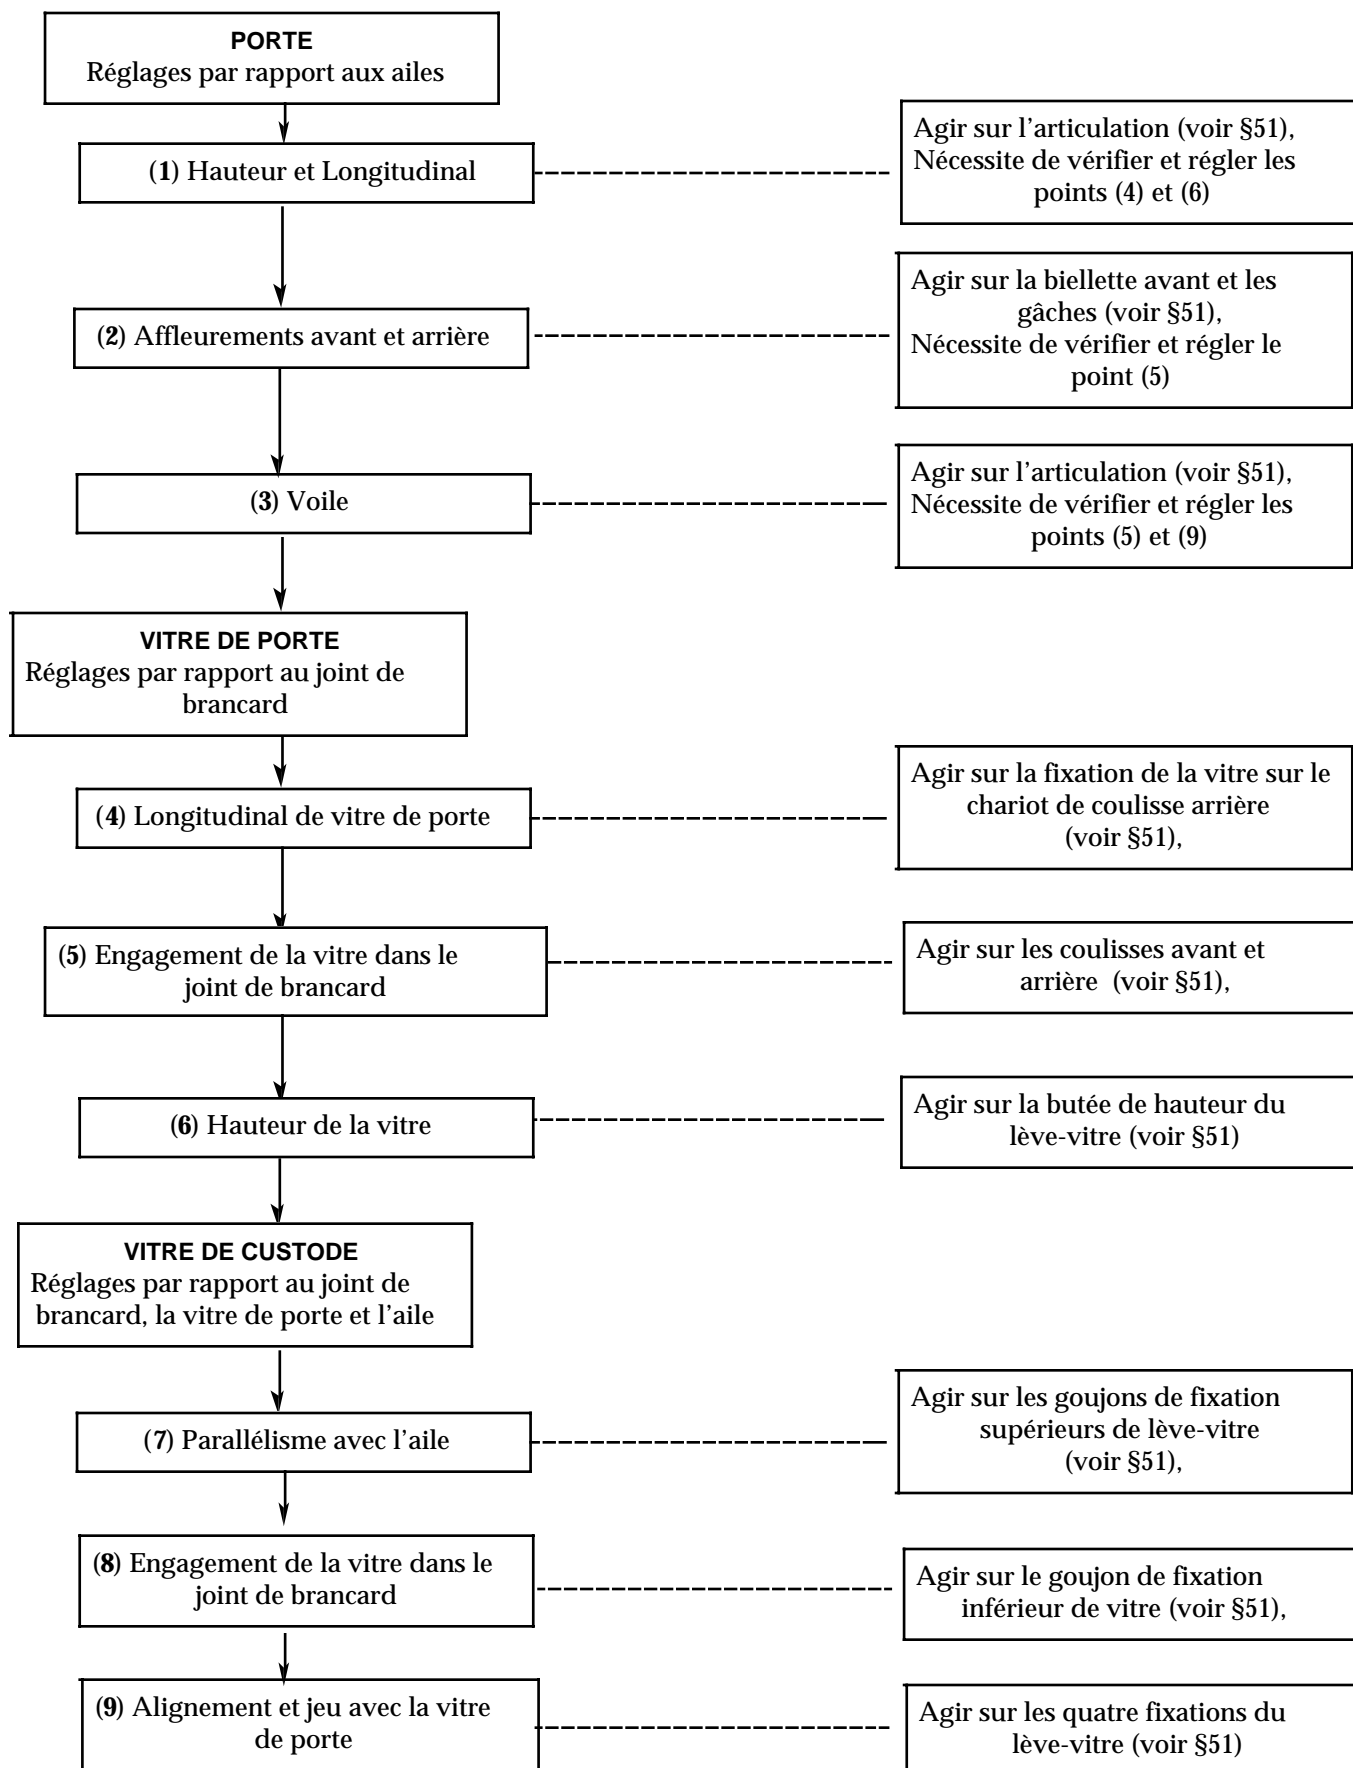 PORTE
Réglages par rapport aux ailes
(1) Hauteur et Longitudinal
Agir sur l'articulation (voir §51),
Nécessite de vérifier et régler les
points (4) et (6)
(2) Affleurements avant et arrière
Agir sur la biellette avant et les
gâches (voir §51),
Nécessite de vérifier et régler le
point (5)
(3) Voile
Agir sur l'articulation (voir §51),
Nécessite de vérifier et régler les
points (5) et (9)
VITRE DE PORTE
Réglages par rapport au joint de
brancard
(4) Longitudinal de vitre de porte
Agir sur la fixation de la vitre sur le
chariot de coulisse arrière
(voir §51),
(5) Engagement de la vitre dans le
joint de brancard
Agir sur les coulisses avant et
arrière (voir §51),
(6) Hauteur de la vitre
Agir sur la butée de hauteur du
lève-vitre (voir §51)
VITRE DE CUSTODE
Réglages par rapport au joint de
brancard, la vitre de porte et l'aile
(7) Parallélisme avec l'aile
Agir sur les goujons de fixation
supérieurs de lève-vitre
(voir §51),
(8) Engagement de la vitre dans le
joint de brancard
Agir sur le goujon de fixation
inférieur de vitre (voir §51),
(9) Alignement et jeu avec la vitre
de porte
Agir sur les quatre fixations du
lève-vitre (voir §51)